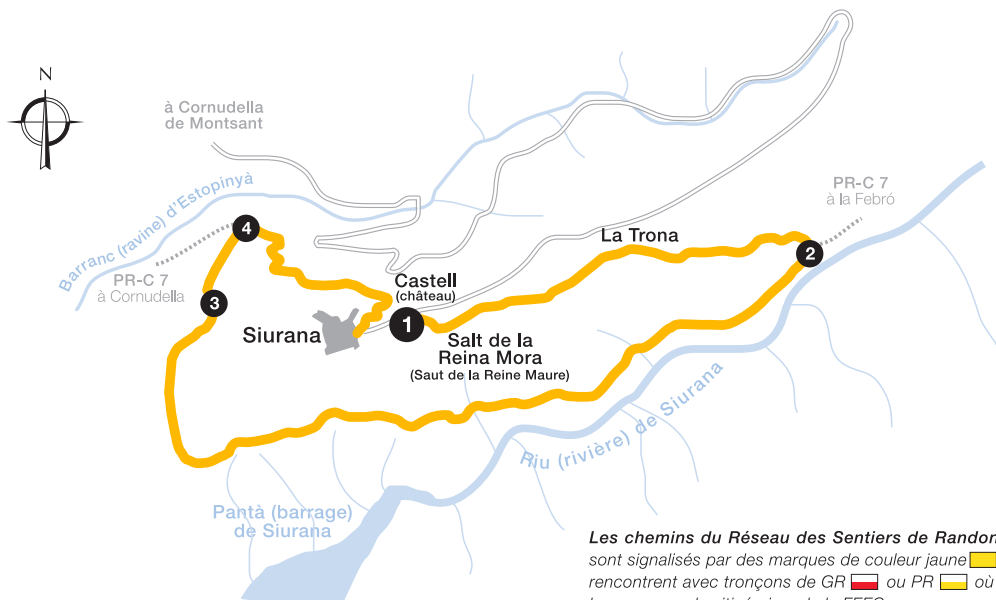 N
à Cornudella
de Montsant
Barranc (ravine) d'Estopinyà
PR-C 7
à la Febró
4
La Trona
2
PR-C 7
à Cornudella
3
Castell
(château)
1
Siurana
Salt de la
Reina Mora
(Saut de la Reine Maure)
Riu (rivière) de Siurana
Pantà (barrage)
de Siurana
Les chemins du Réseau des Sentiers de Randon
sont signalisés par des marques de couleur jaune
rencontrent avec tronçons de GR ou PR où